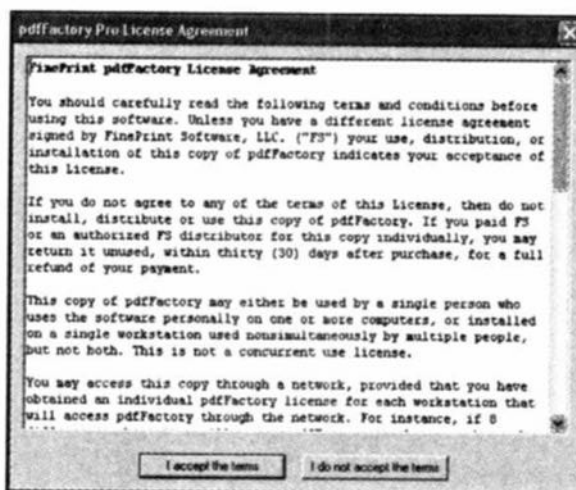 pdfFactory Pro License Agreement
FinePrint pdfFactory License Agreement
You should carefully read the following terms and conditions before
using this software. Unless you have a different license agreement
signed by FinePrint Software, LLC. ("FS") your use, distribution, or
installation of this copy of pdfFactory indicates your acceptance of
this License.
If you do not agree to any of the terms of this License, then do not
install, distribute or use this copy of pdfFactory. If you paid FS
or an authorized FS distributor for this copy individually, you may
return it unused, within thirty (30) days after purchase, for a full
refund of your payment.
This copy of pdfFactory may either be used by a single person who
uses the software personally on one or more computers, or installed
on a single workstation used nonsimultaneously by multiple people,
but not both. This is not a concurrent use license.
You may access this copy through a network, provided that you have
obtained an individual pdfFactory license for each workstation that
will access pdfFactory through the network. For instance, if 8
I accept the terms
I do not accept the terms